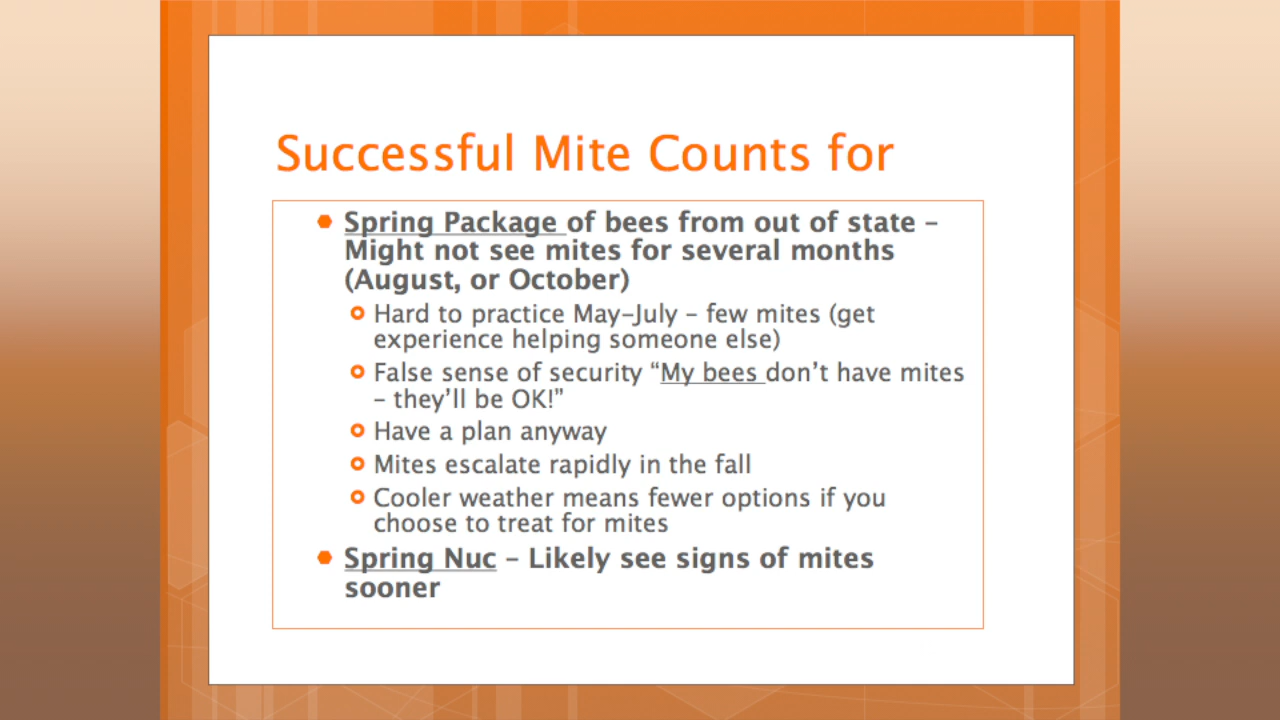 Successful Mite Counts for
Spring Package of bees from out of state –
Might not see mites for several months
(August, or October)
Hard to practice May–July – few mites (get
experience helping someone else)
False sense of security “My bees don’t have mites
– they’ll be OK!”
Have a plan anyway
Mites escalate rapidly in the fall
Cooler weather means fewer options if you
choose to treat for mites
Spring Nuc – Likely see signs of mites
sooner